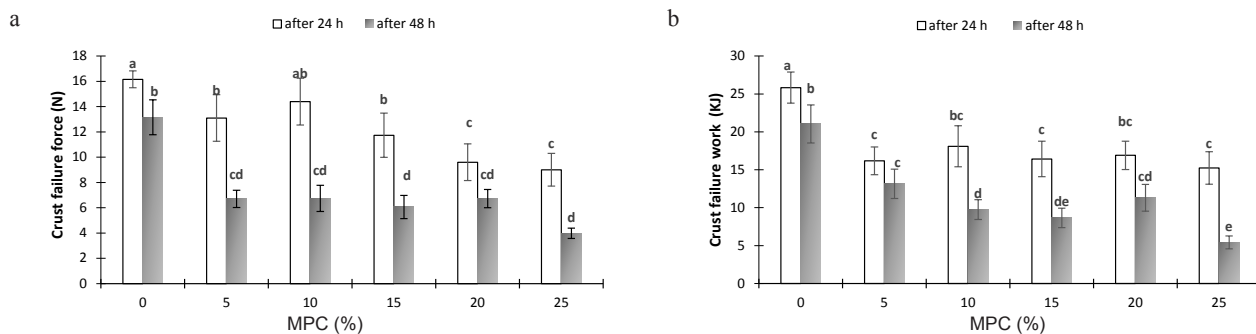 a
after 24 h after 48 h
Crust failure force (N)
18
16
14
12
10
8
6
4
2
0
a
b
b
cd
ab
cd
b
d
c
cd
c
d
0 5 10 15 20 25
MPC (%)
b
after 24 h after 48 h
Crust failure work (KJ)
30
25
20
15
10
5
0
a
b
c
c
bc
d
c
de
bc
cd
c
e
0 5 10 15 20 25
MPC (%)